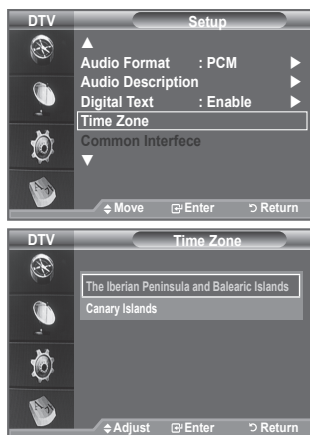 DTV Setup
▲
Audio Format : PCM ▶
Audio Description ▶
Digital Text : Enable ▶
Time Zone
Common Interfece
▼
Move Enter Return
DTV Time Zone
The Iberian Peninsula and Balearic Islands
Canary Islands
Adjust Enter Return